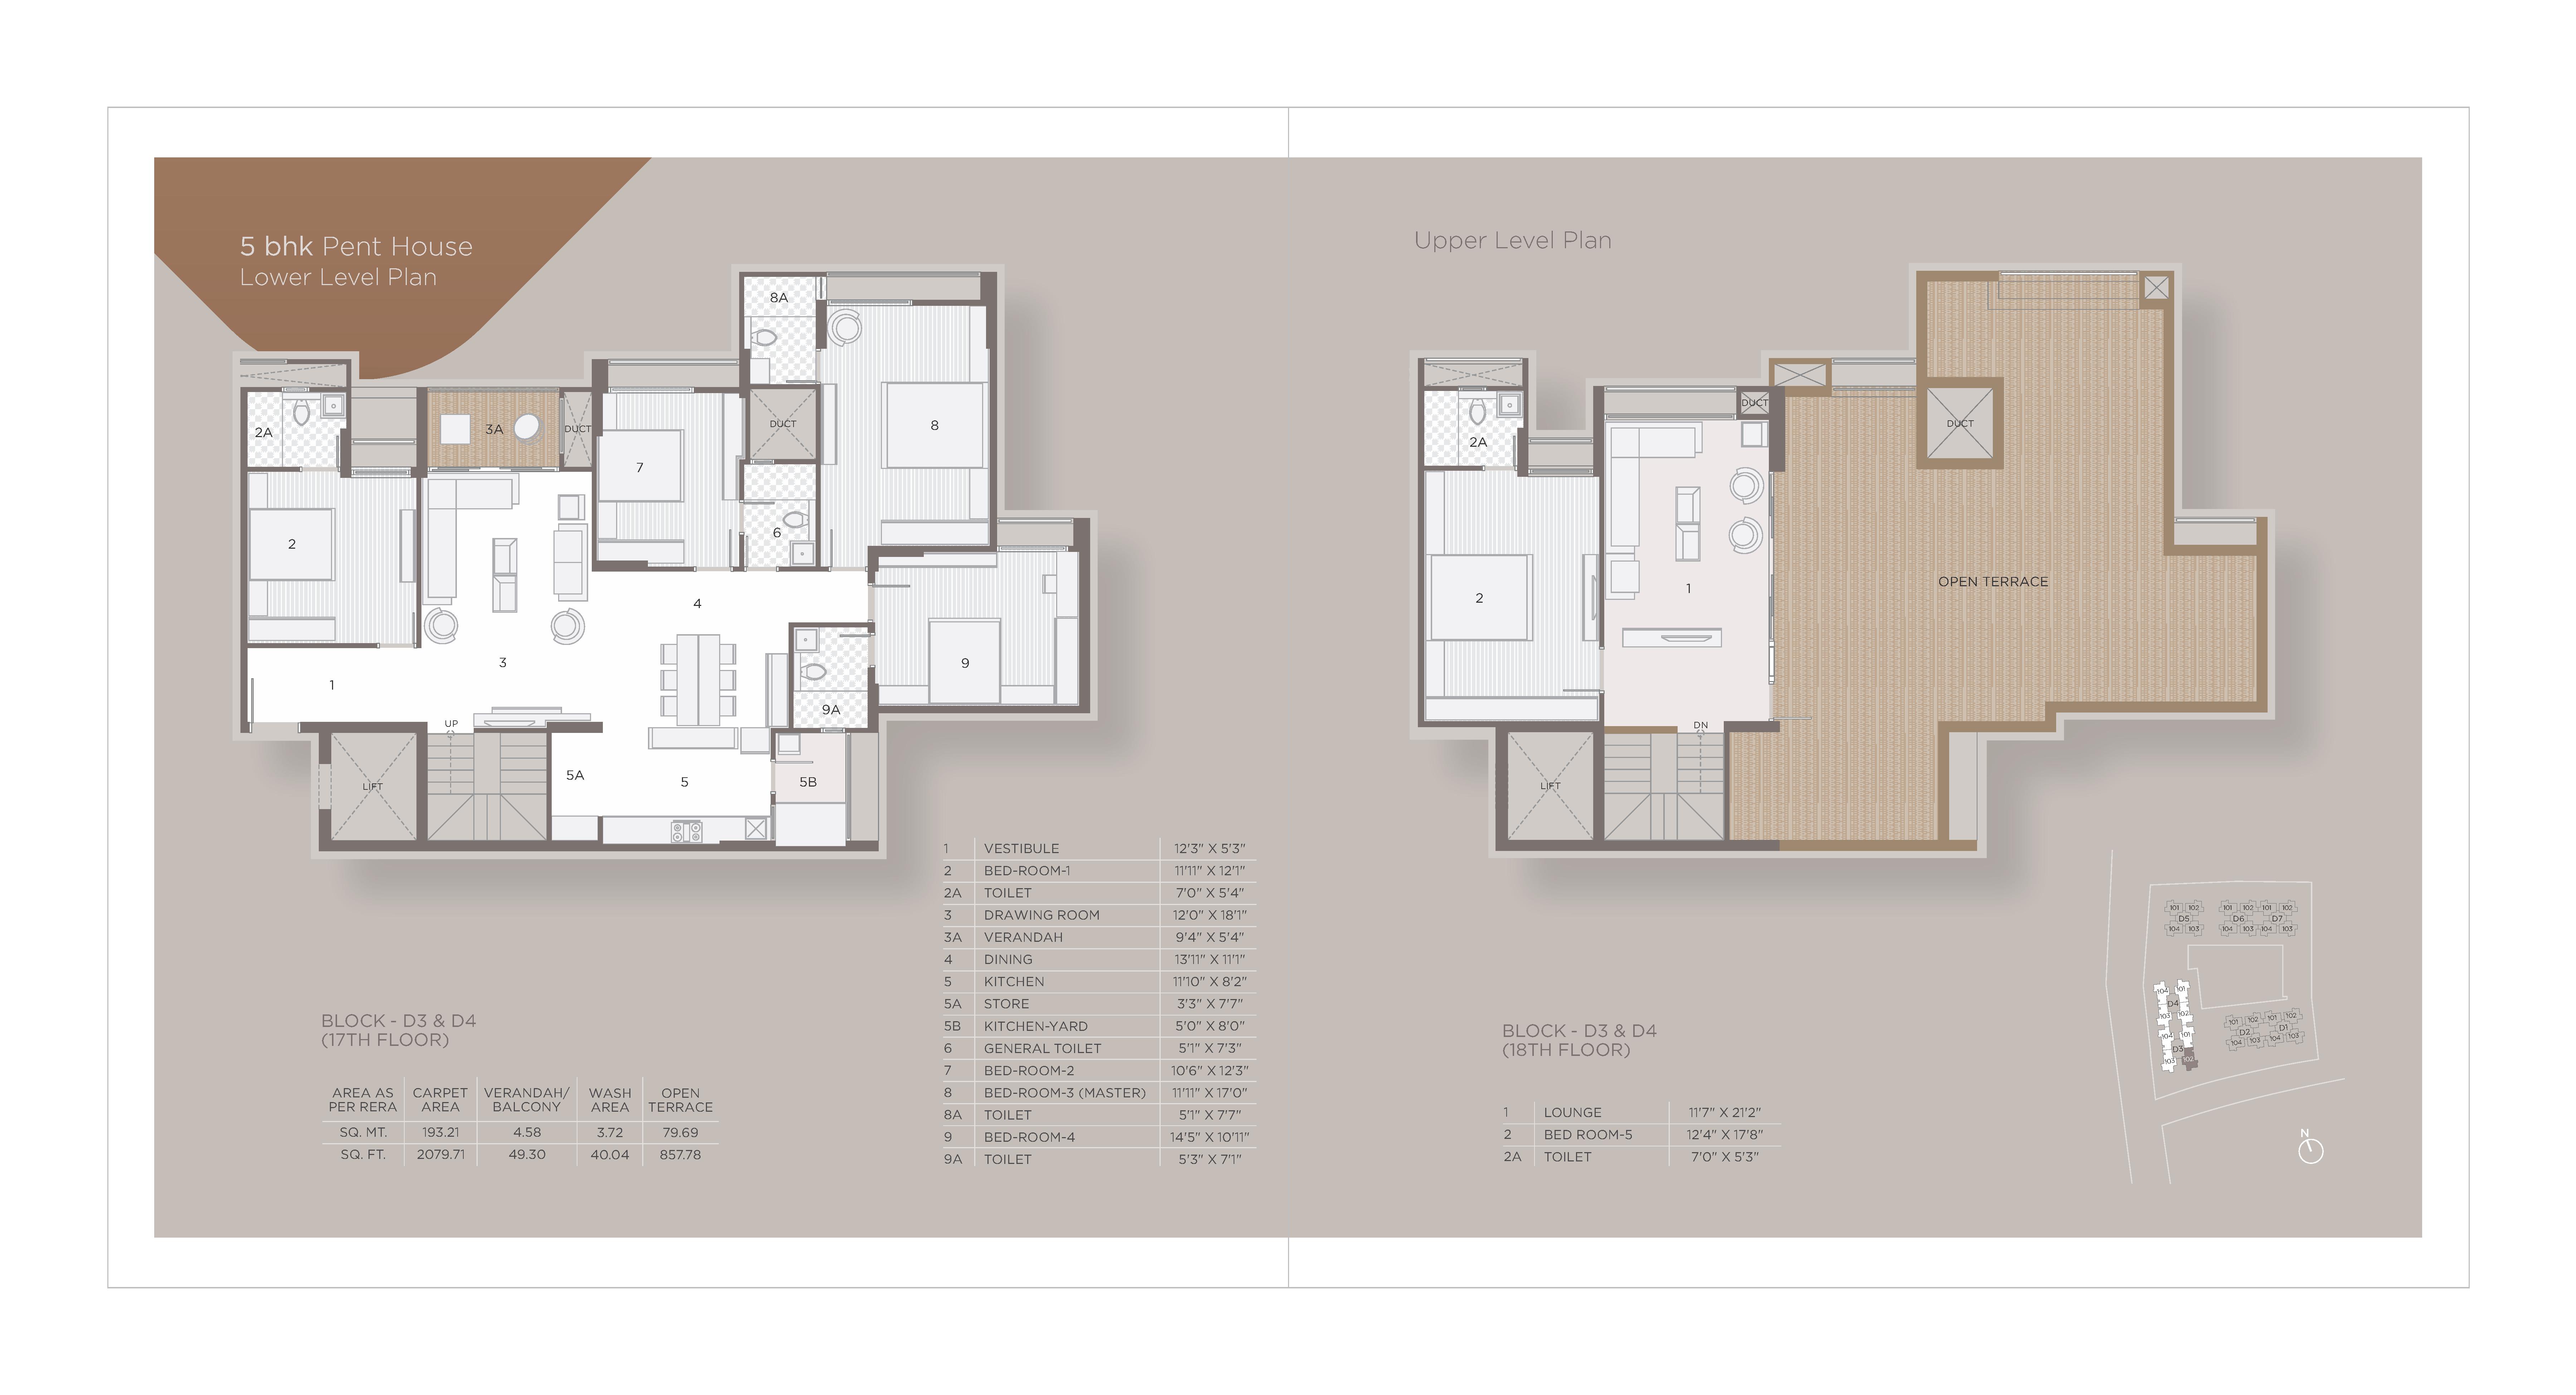 5 bhk Pent House
Lower Level Plan
Upper Level Plan
8A
2A
3A
DUCT
DUCT
7
8
6
2
4
3
9
1
9A
UP
LIFT
5A
5
5B
DUCT
DUCT
2A
OPEN TERRACE
1
2
DN
LIFT
1 VESTIBULE 12'3" X 5'3"
2 BED-ROOM-1 11'11" X 12'1"
2A TOILET 7'0" X 5'4"
3 DRAWING ROOM 12'0" X 18'1"
3A VERANDAH 9'4" X 5'4"
4 DINING 13'11" X 11'1"
5 KITCHEN 11'10" X 8'2"
5A STORE 3'3" X 7'7"
5B KITCHEN-YARD 5'0" X 8'0"
6 GENERAL TOILET 5'1" X 7'3"
7 BED-ROOM-2 10'6" X 12'3"
8 BED-ROOM-3 (MASTER) 11'11" X 17'0"
8A TOILET 5'1" X 7'7"
9 BED-ROOM-4 14'5" X 10'11"
9A TOILET 5'3" X 7'1"
BLOCK - D3 & D4
(17TH FLOOR)
AREA AS PER RERA CARPET AREA VERANDAH/ BALCONY WASH AREA OPEN TERRACE
SQ. MT. 193.21 4.58 3.72 79.69
SQ. FT. 2079.71 49.30 40.04 857.78
BLOCK - D3 & D4
(18TH FLOOR)
1 LOUNGE 11'7" X 21'2"
2 BED ROOM-5 12'4" X 17'8"
2A TOILET 7'0" X 5'3"
101 102 101 102 101 102
D5 D6 D7
104 103 104 103 104 103
104 101
D4
103 102
104 101
D3
103 102
101 102 101 102
D2 D1
104 103 104 103
N